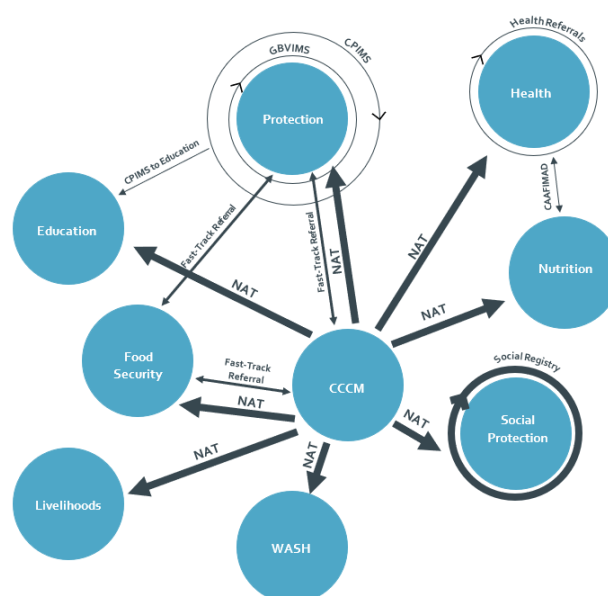 Health Referrals
GBVIMS
CPIMS
Protection
Health
CPIMS to Education
CAAFIMAD
Education
Fast-Track Referral
Fast-Track Referral
NAT
NAT
Nutrition
NAT
NAT
Food
Security
Fast-Track
Referral
CCCM
Social Registry
NAT
NAT
Social
Protection
NAT
NAT
Livelihoods
WASH